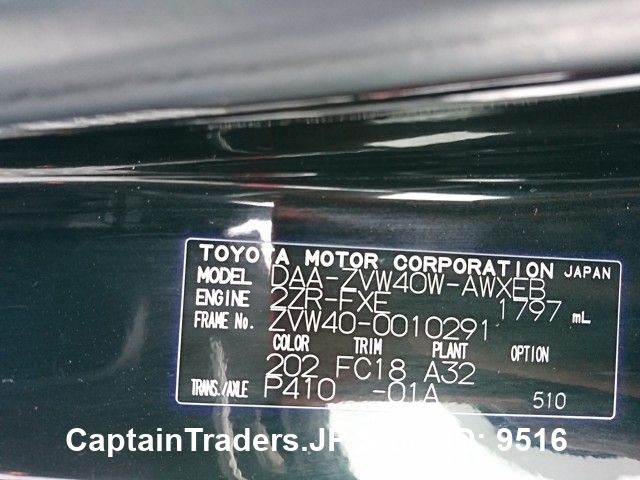 TOYOTA MOTOR CORPORATION JAPAN
MODEL DAA-ZVW40W-AWXEB
ENGINE 2ZR-FXE 1797 mL
FRAME No. ZVW40-0010291
COLOR TRIM PLANT OPTION
202 FC18 A32
TRANS./AXLE P410 -01A 510
CaptainTraders.JP ID: 9516